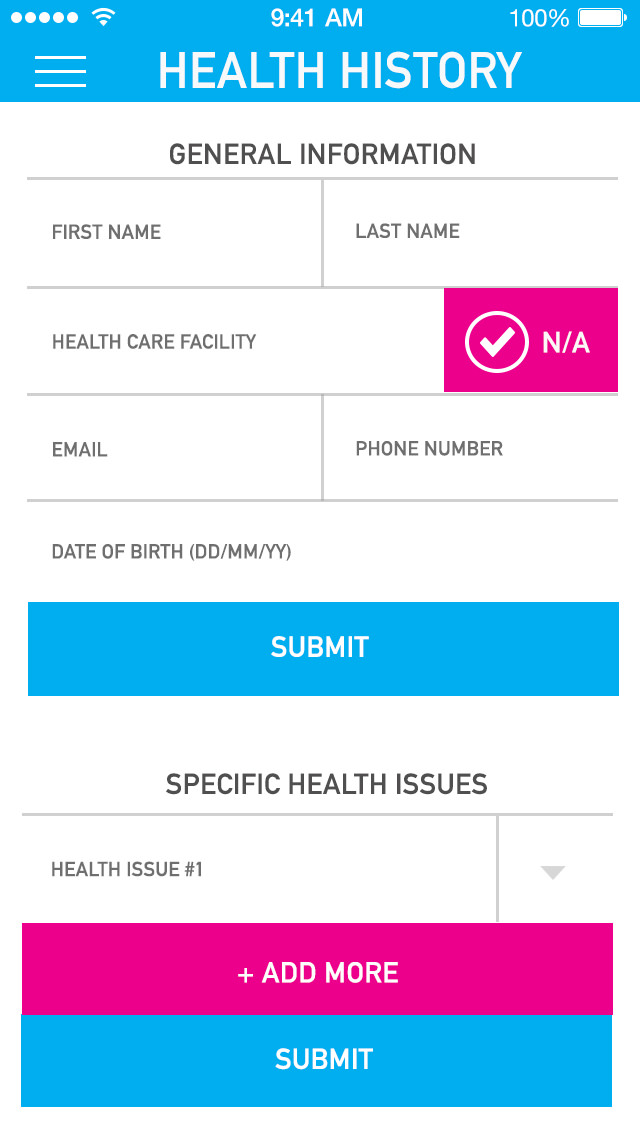 9:41 AM 100%
HEALTH HISTORY
GENERAL INFORMATION
FIRST NAME LAST NAME
HEALTH CARE FACILITY N/A
EMAIL PHONE NUMBER
DATE OF BIRTH (DD/MM/YY)
SUBMIT
SPECIFIC HEALTH ISSUES
HEALTH ISSUE #1
+ ADD MORE
SUBMIT